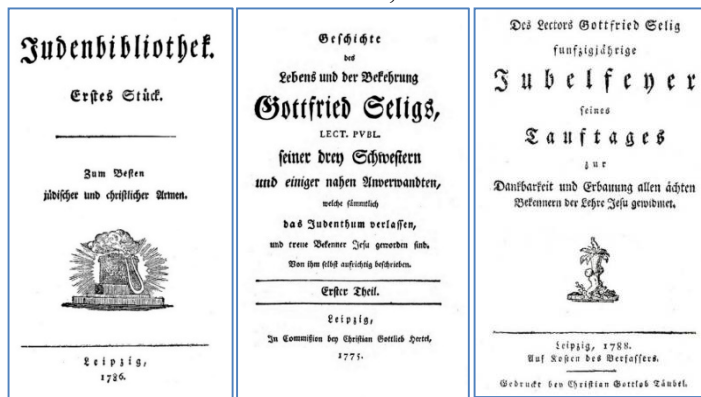 Judenbibliothek.
Erstes Stück.
Zum Besten
jüdischer und christlicher Armen.
Leipzig,
1786.
Geschichte
des
Lebens und der Bekehrung
Gottfried Seligs,
LECT. PVBL.
seiner drey Schwestern
und einiger nahen Anverwandten,
welche sämmtlich
das Judenthum verlassen,
und treue Bekenner Jesu geworden sind.
Von ihm selbst aufrichtig beschrieben.
Erster Theil.
Leipzig,
In Commißion bey Christian Gottlieb Hertel,
1775.
Des Lectors Gottfried Selig
funfzigjährige
Jubelfeyer
seines
Tauftages
zur
Dankbarkeit und Erbauung allen ächten
Bekennern der Lehre Jesu gewidmet.
Leipzig, 1788.
Auf Kosten des Verfassers.
Gedruckt bey Christian Gottlob Täubel.